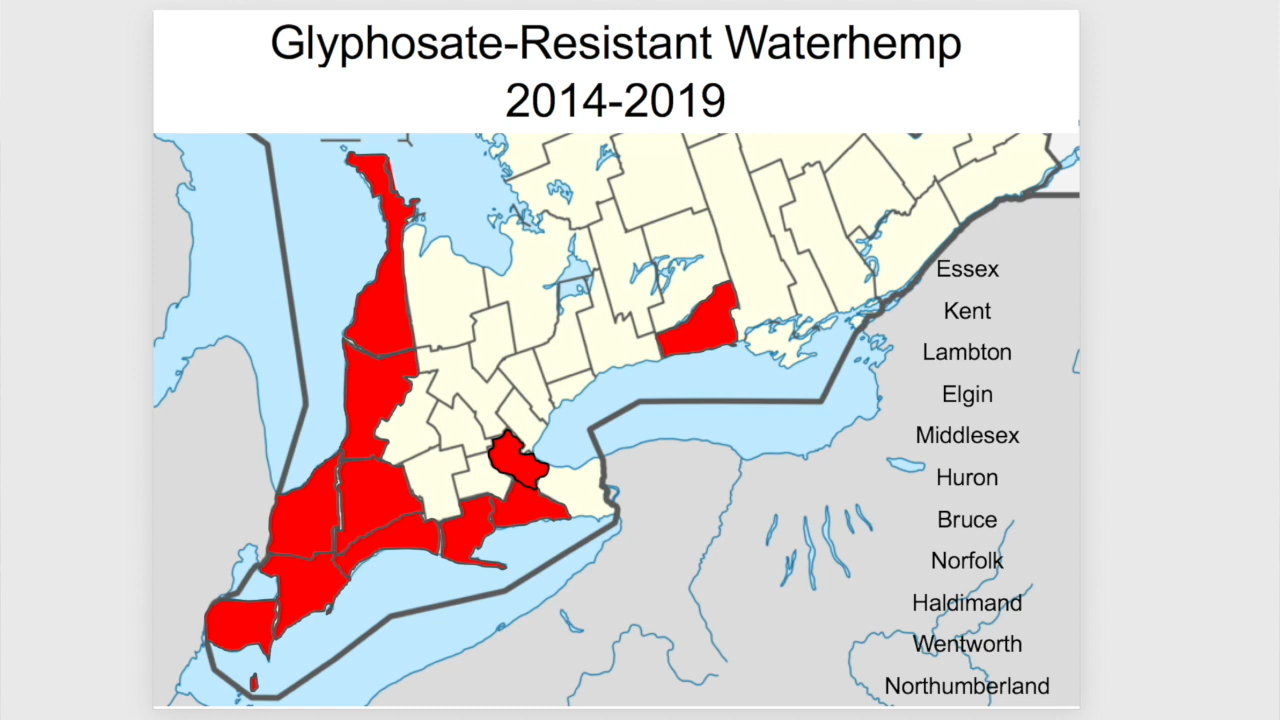 Glyphosate-Resistant Waterhemp
2014-2019
Essex
Kent
Lambton
Elgin
Middlesex
Huron
Bruce
Norfolk
Haldimand
Wentworth
Northumberland